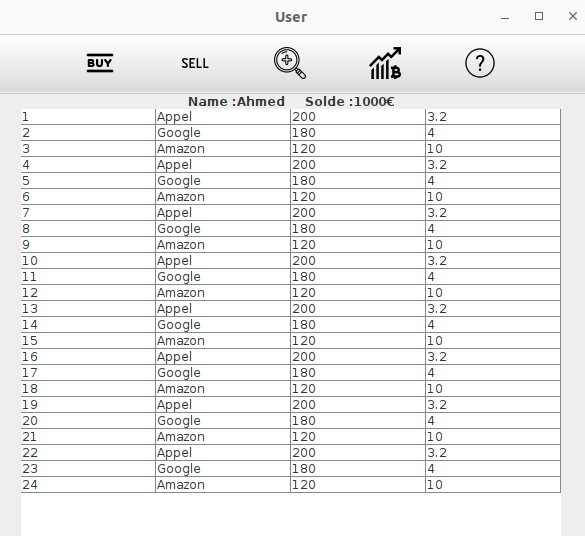 User
BUY SELL ?
Name :Ahmed Solde :1000€
1 Appel 200 3.2
2 Google 180 4
3 Amazon 120 10
4 Appel 200 3.2
5 Google 180 4
6 Amazon 120 10
7 Appel 200 3.2
8 Google 180 4
9 Amazon 120 10
10 Appel 200 3.2
11 Google 180 4
12 Amazon 120 10
13 Appel 200 3.2
14 Google 180 4
15 Amazon 120 10
16 Appel 200 3.2
17 Google 180 4
18 Amazon 120 10
19 Appel 200 3.2
20 Google 180 4
21 Amazon 120 10
22 Appel 200 3.2
23 Google 180 4
24 Amazon 120 10